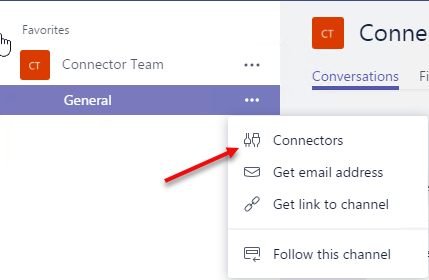 Favorites
CT Connector Team ...
General ...
CT Conne
Conversations Fi
Connectors
Get email address
Get link to channel
Follow this channel